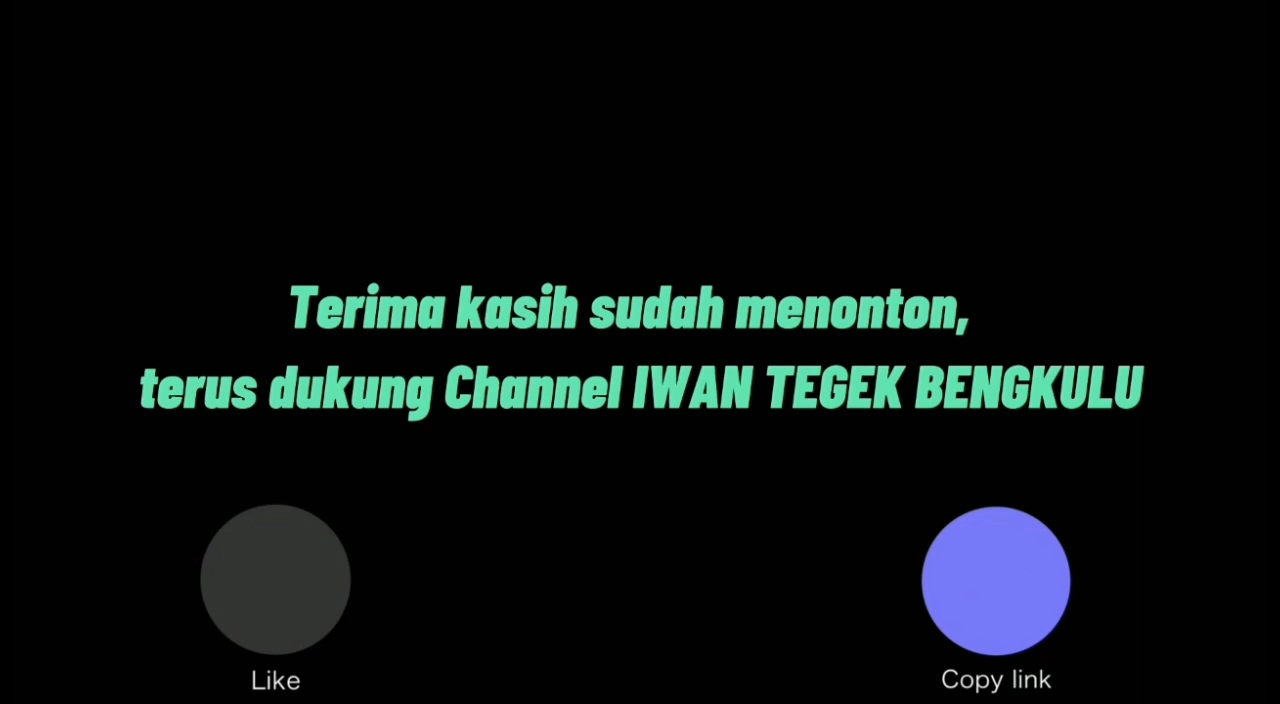 Terima kasih sudah menonton,
terus dukung Channel IWAN TEGEK BENGKULU
Like
Copy link